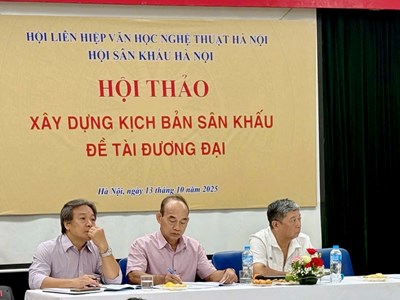 HỘI LIÊN HIỆP VĂN HỌC NGHỆ THUẬT HÀ NỘI
HỘI SÂN KHẤU HÀ NỘI
HỘI THẢO
XÂY DỰNG KỊCH BẢN SÂN KHẤU
ĐỀ TÀI ĐƯƠNG ĐẠI
Hà Nội, ngày 13 tháng 10 năm 2025